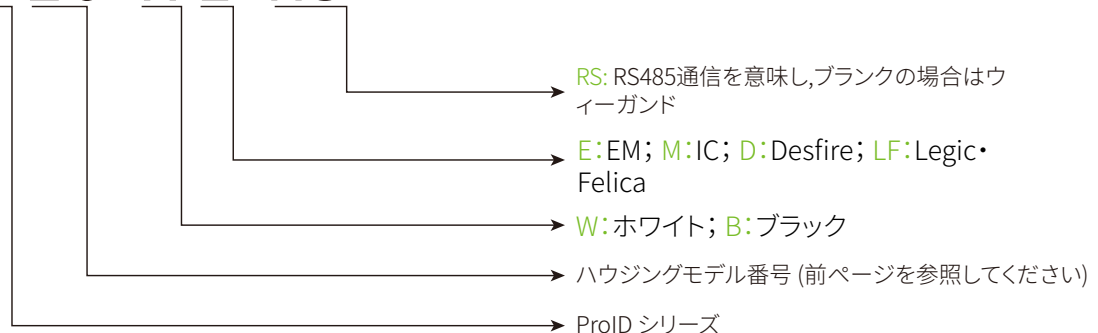 RS: RS485通信を意味し,ブランクの場合はウ
ィーガンド
E:EM; M:IC; D:Desfire; LF:Legic・
Felica
W:ホワイト; B:ブラック
ハウジングモデル番号 (前ページを参照してください)
ProID シリーズ